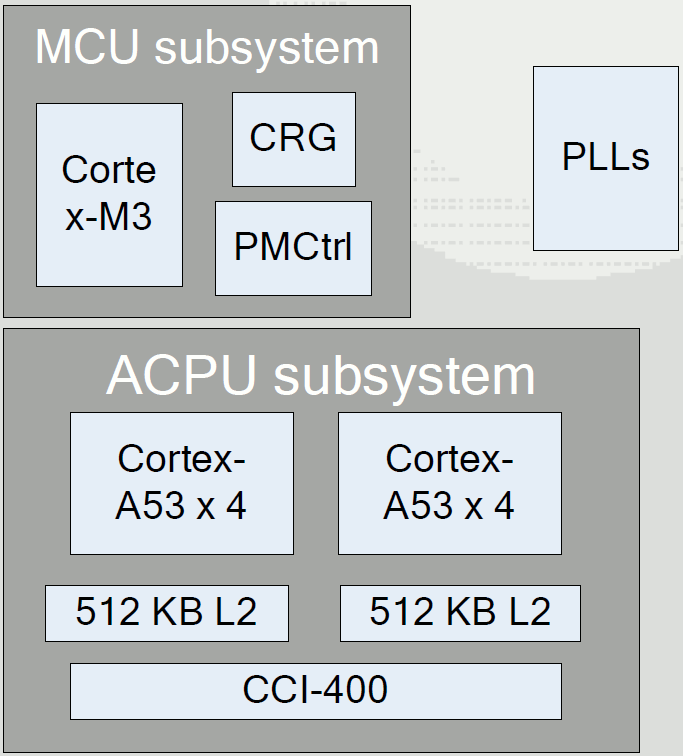 MCU subsystem
CRG
PLLs
Corte
x-M3
PMCtrl
ACPU subsystem
Cortex-
A53 x 4
Cortex-
A53 x 4
512 KB L2
512 KB L2
CCI-400